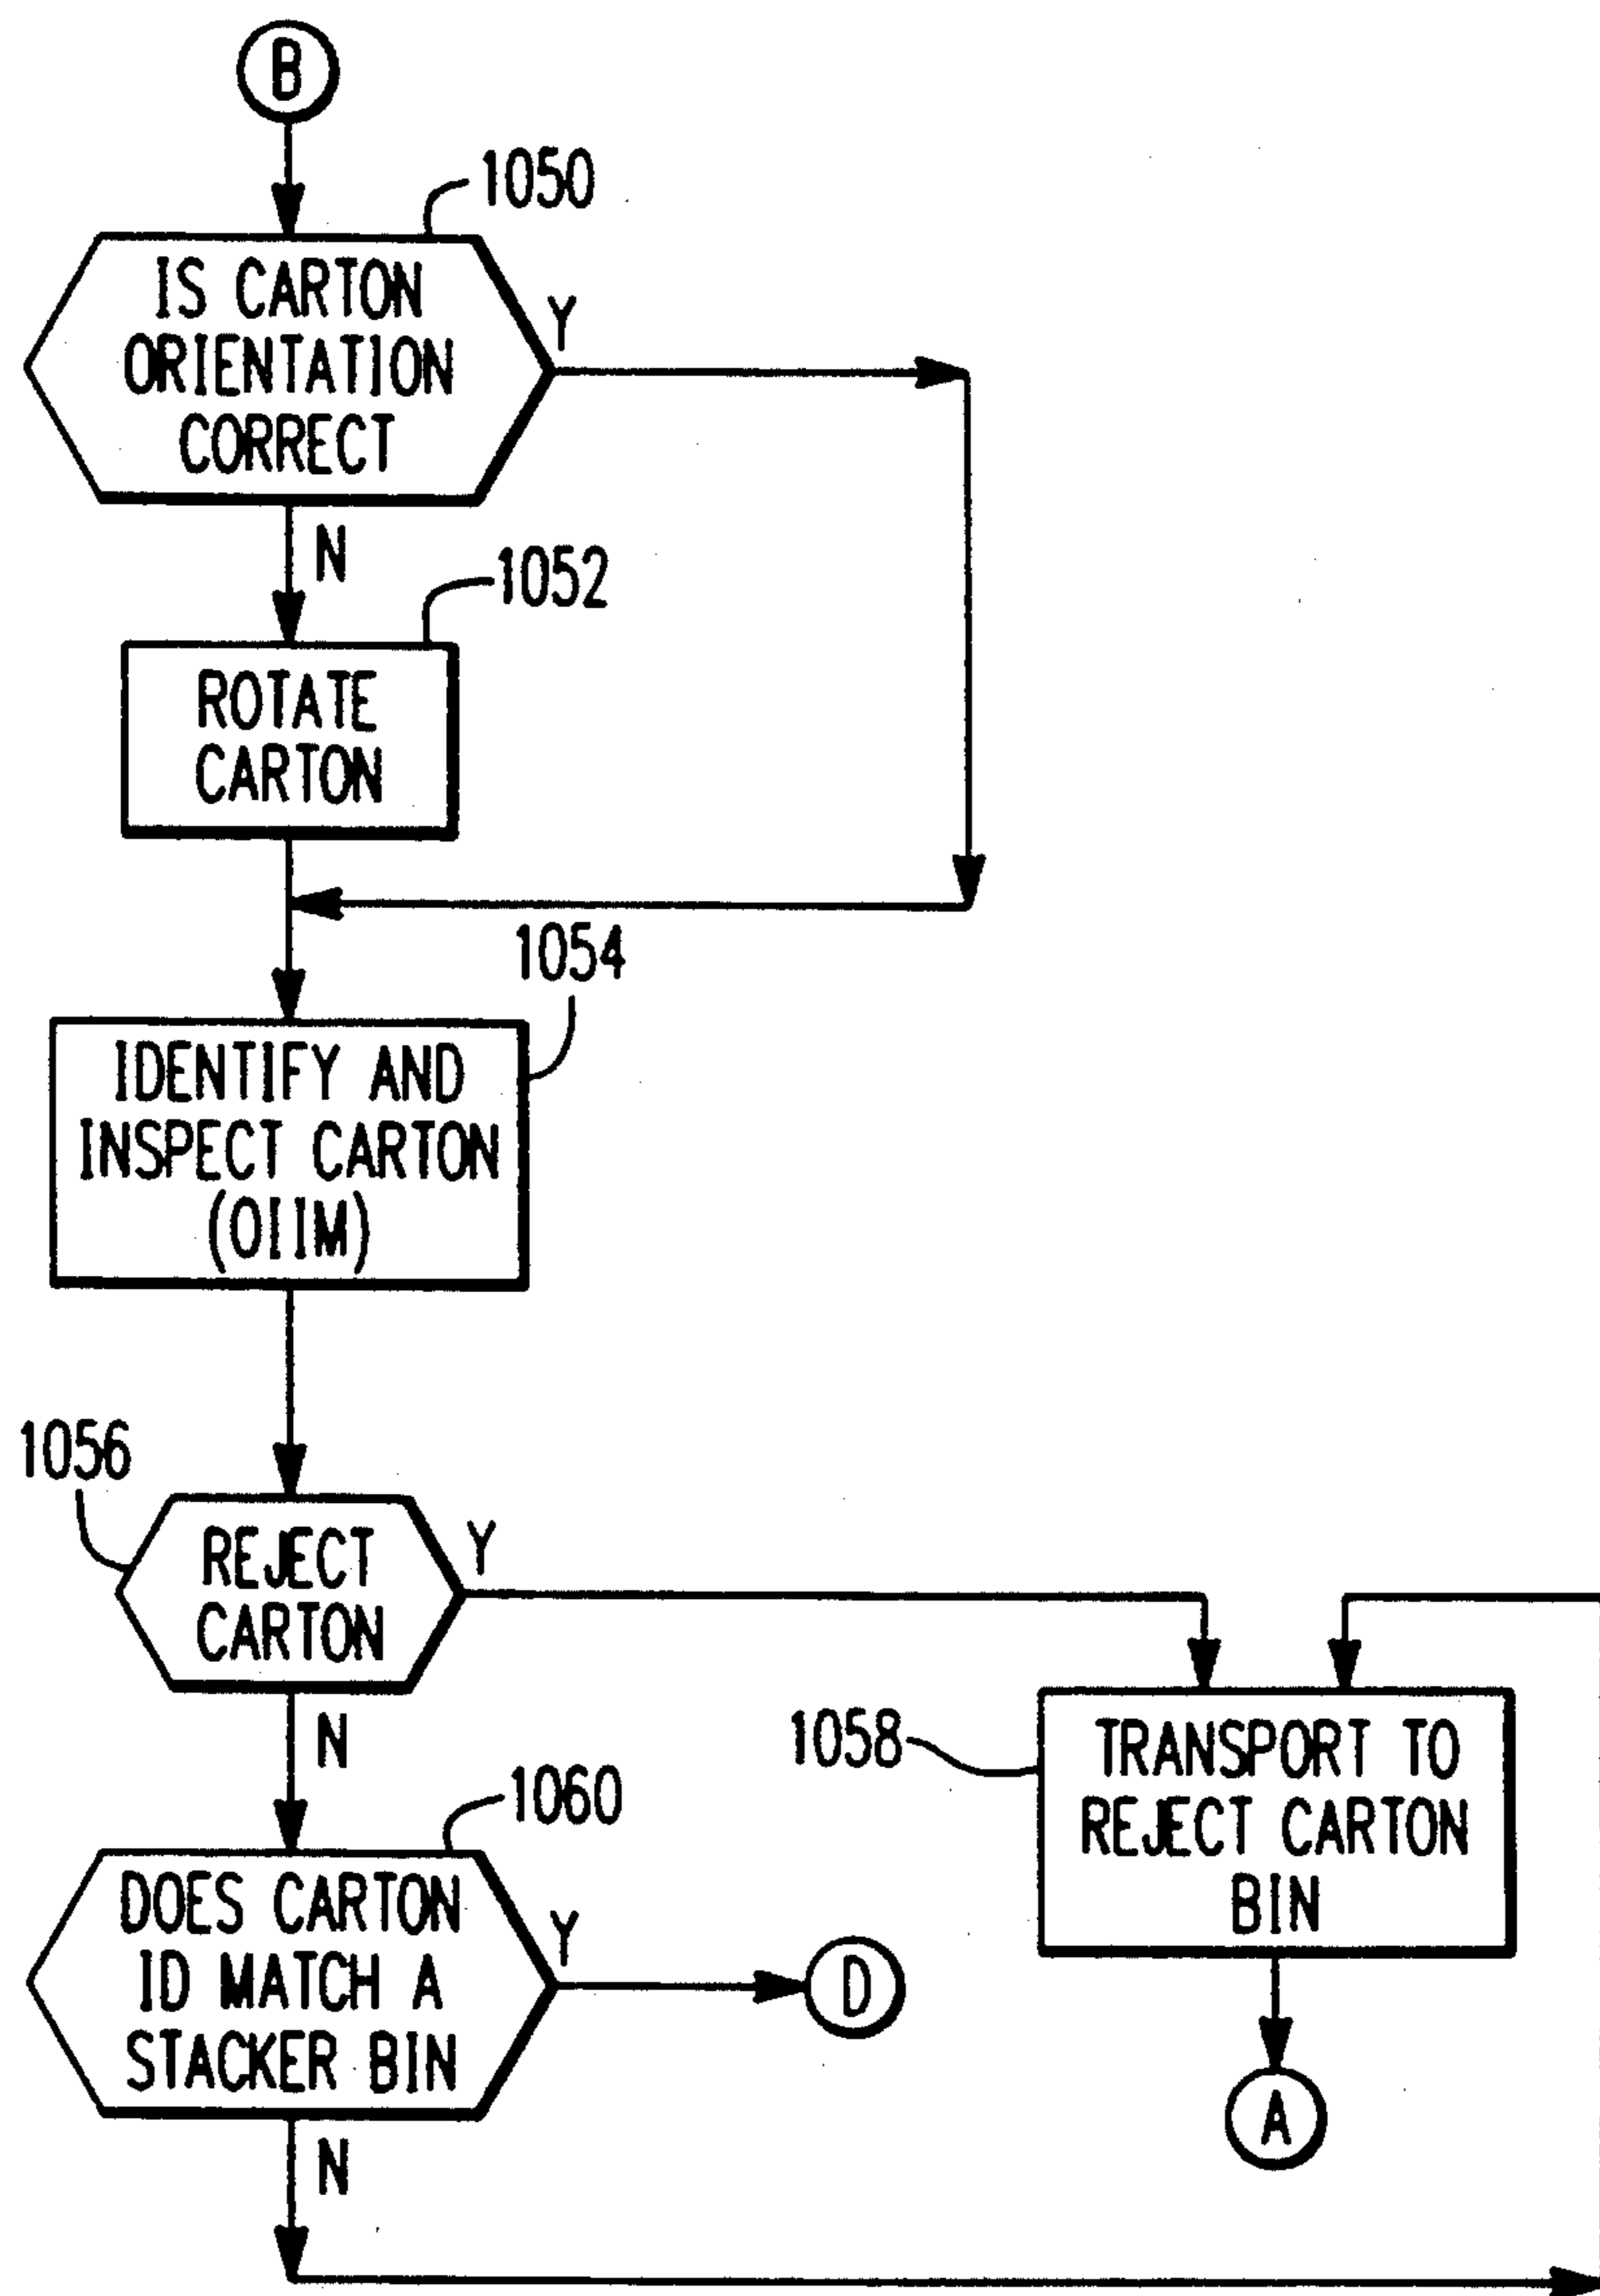 B
1050
IS CARTON
ORIENTATION
CORRECT
Y
N
1052
ROTATE
CARTON
1054
IDENTIFY AND
INSPECT CARTON
(OIIM)
1056
REJECT
CARTON
Y
N
1058
TRANSPORT TO
REJECT CARTON
BIN
1060
DOES CARTON
ID MATCH A
STACKER BIN
Y
D
A
N